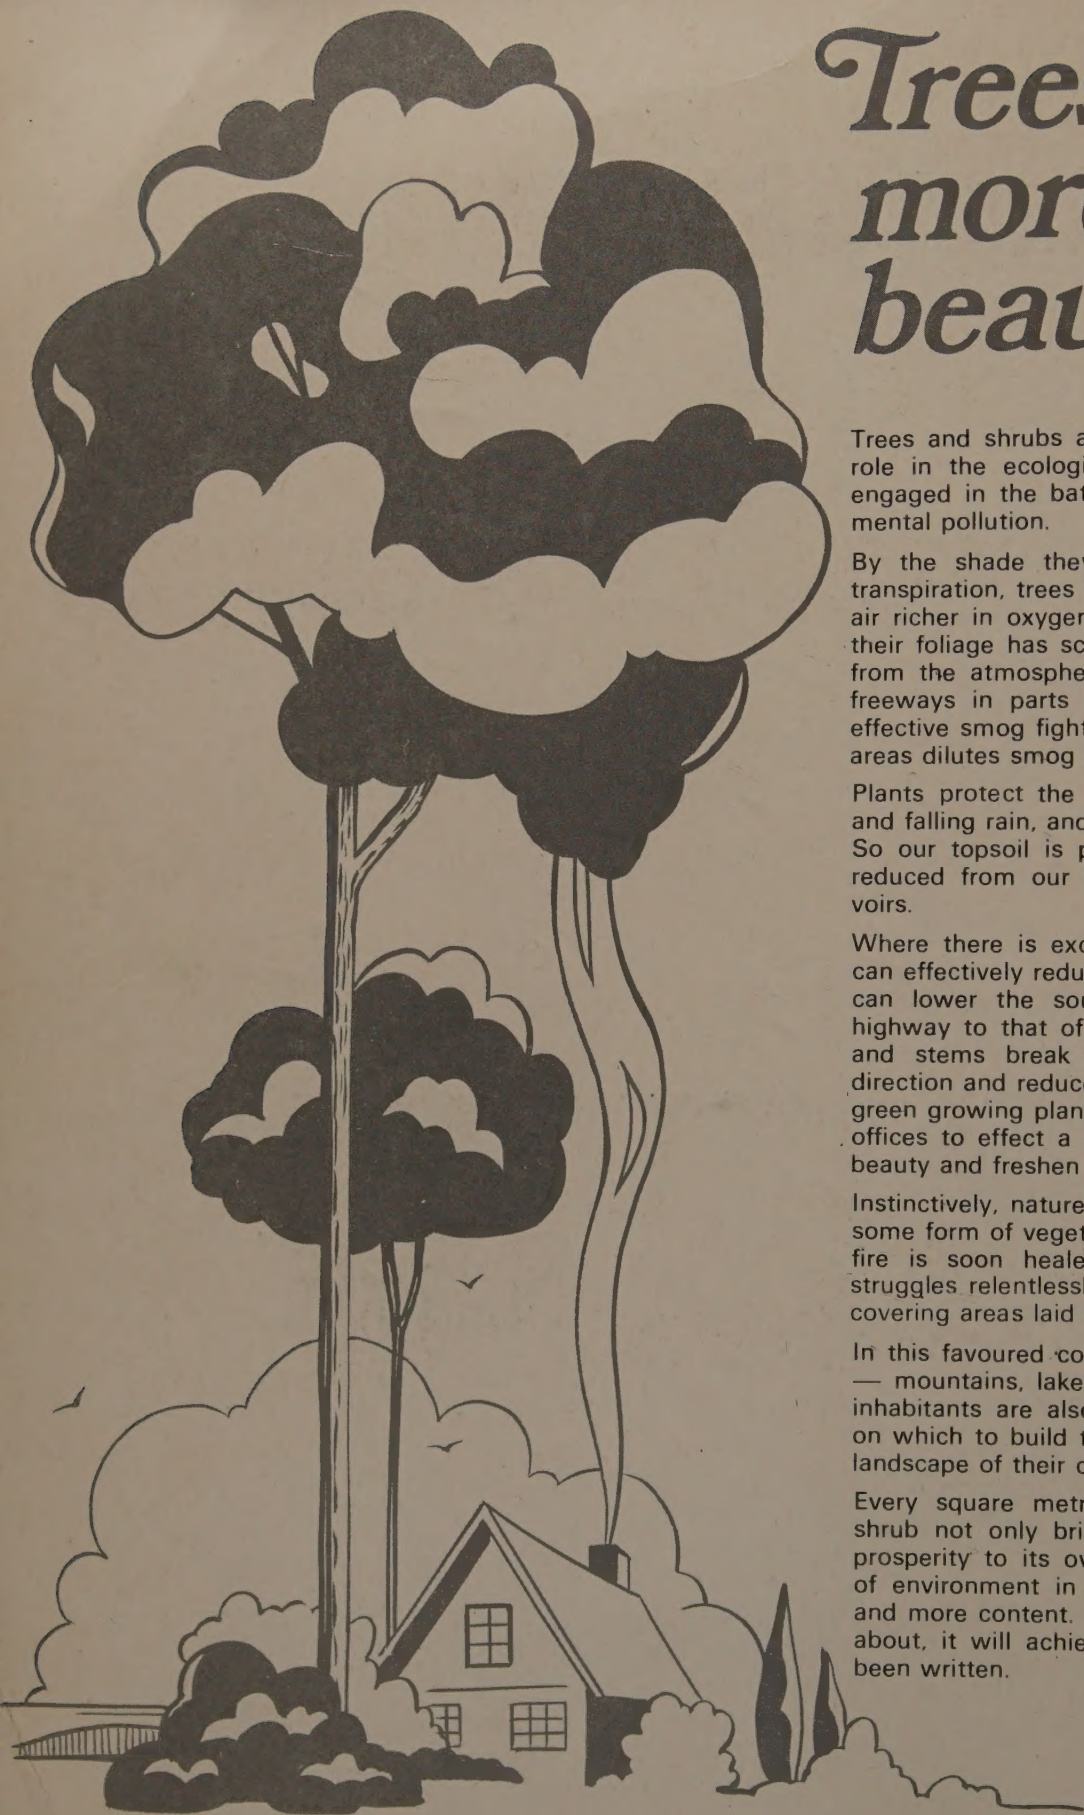 Trees
more
beau
Trees and shrubs a
role in the ecologi
engaged in the bat
mental pollution.
By the shade they
transpiration, trees
air richer in oxygen
their foliage has sc
from the atmosphe
freeways in parts
effective smog fight
areas dilutes smog
Plants protect the
and falling rain, and
So our topsoil is p
reduced from our
voirs.
Where there is exc
can effectively redu
can lower the sou
highway to that of
and stems break
direction and reduc
green growing plan
offices to effect a
beauty and freshen
Instinctively, nature
some form of veget
fire is soon heale
struggles relentlessl
covering areas laid
In this favoured co
— mountains, lake
inhabitants are also
on which to build t
landscape of their o
Every square metr
shrub not only bri
prosperity to its ow
of environment in
and more content.
about, it will achie
been written.